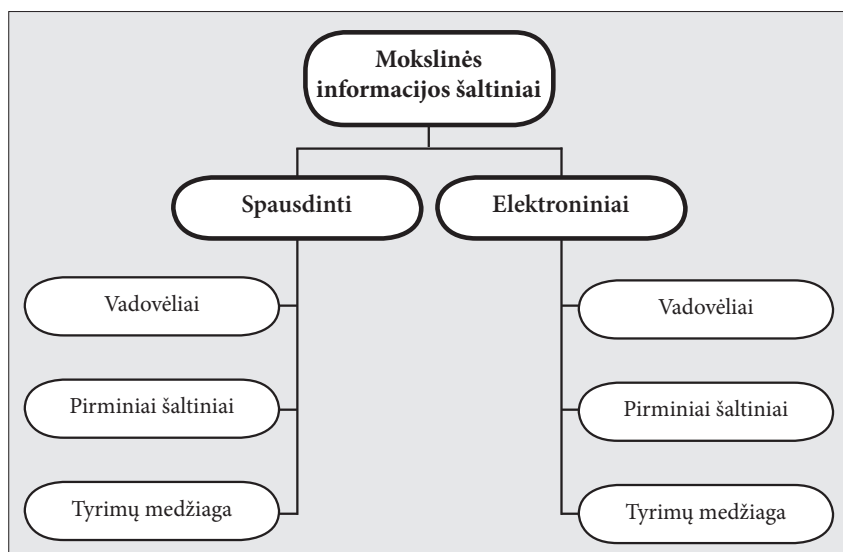 Mokslinės
informacijos šaltiniai
Spausdinti
Elektroniniai
Vadovėliai
Vadovėliai
Pirminiai šaltiniai
Pirminiai šaltiniai
Tyrimų medžiaga
Tyrimų medžiaga